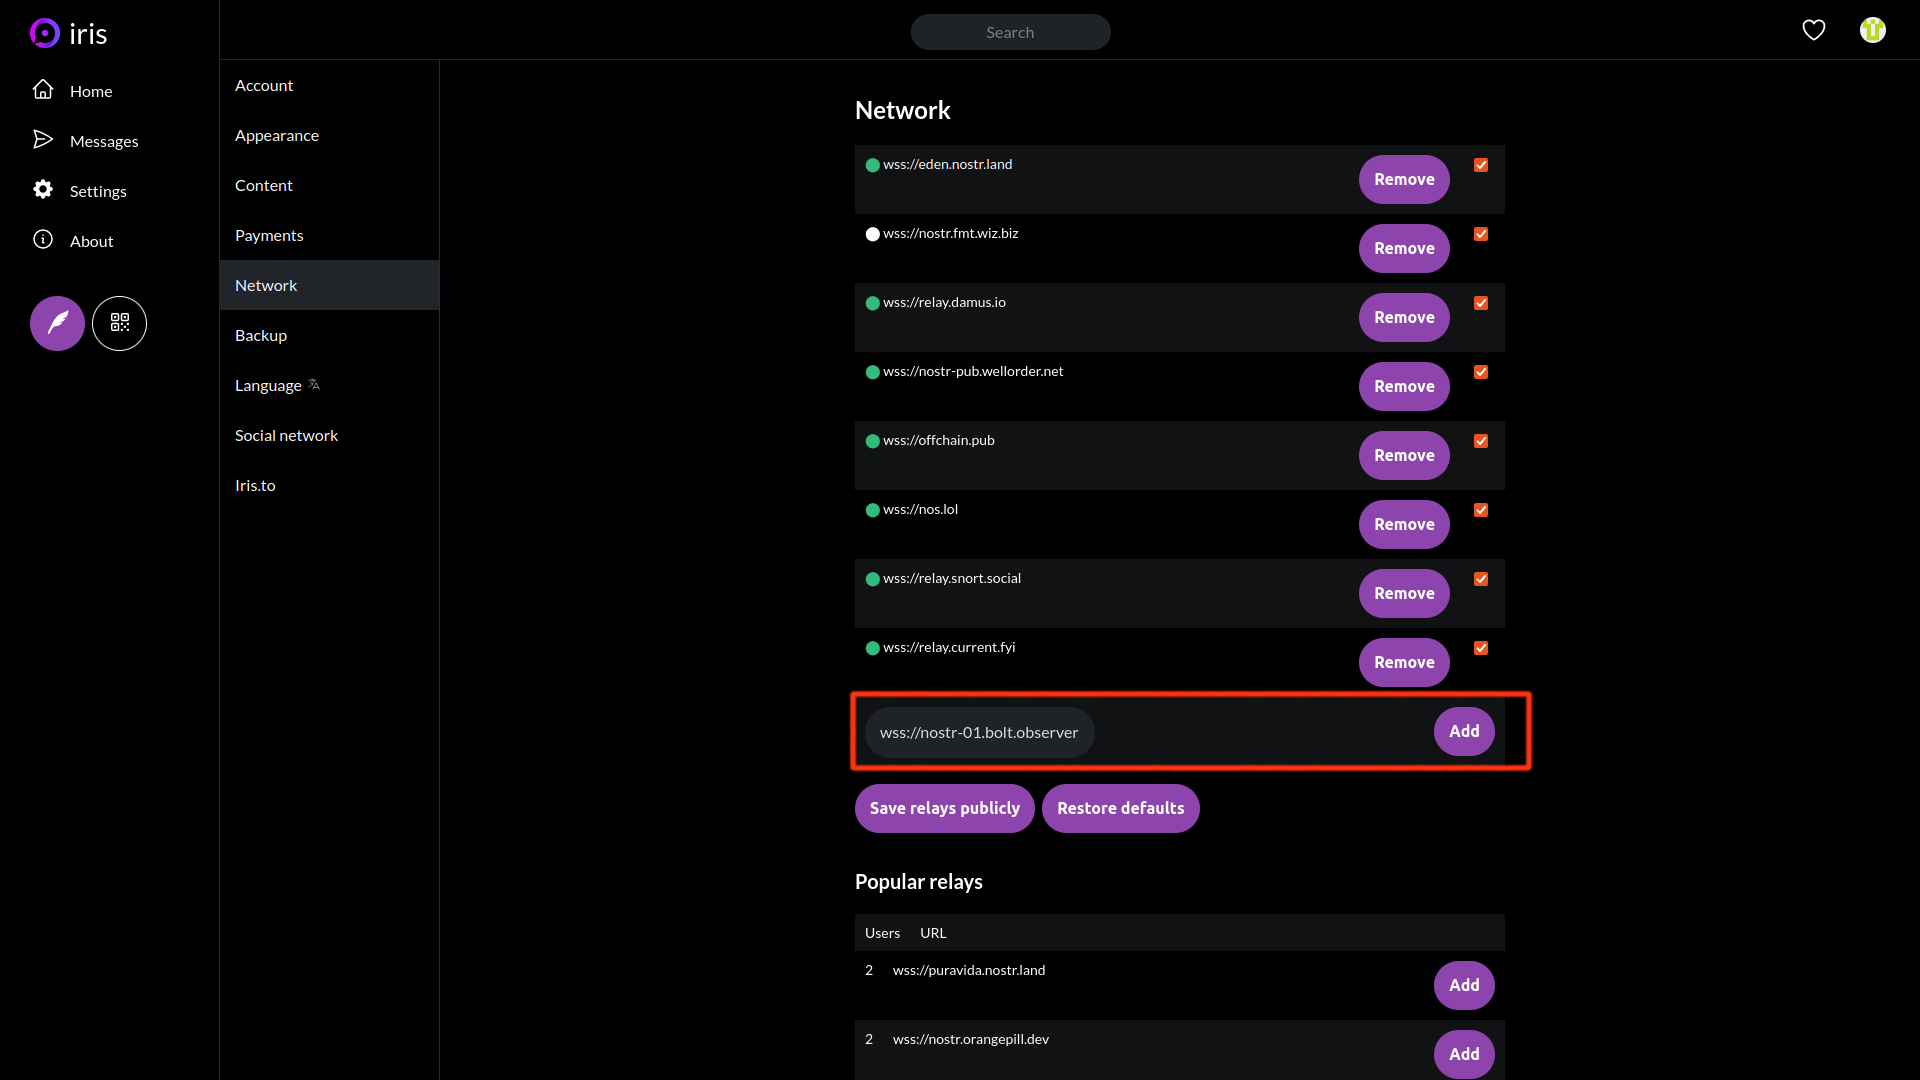 iris
Search
Home
Messages
Settings
About
Account
Appearance
Content
Payments
Network
Backup
Language
Social network
Iris.to
Network
wss://eden.nostr.land Remove
wss://nostr.fmt.wiz.biz Remove
wss://relay.damus.io Remove
wss://nostr-pub.wellorder.net Remove
wss://offchain.pub Remove
wss://nos.lol Remove
wss://relay.snort.social Remove
wss://relay.current.fyi Remove
wss://nostr-01.bolt.observer Add
Save relays publicly Restore defaults
Popular relays
Users URL
2 wss://puravida.nostr.land Add
2 wss://nostr.orangepill.dev Add